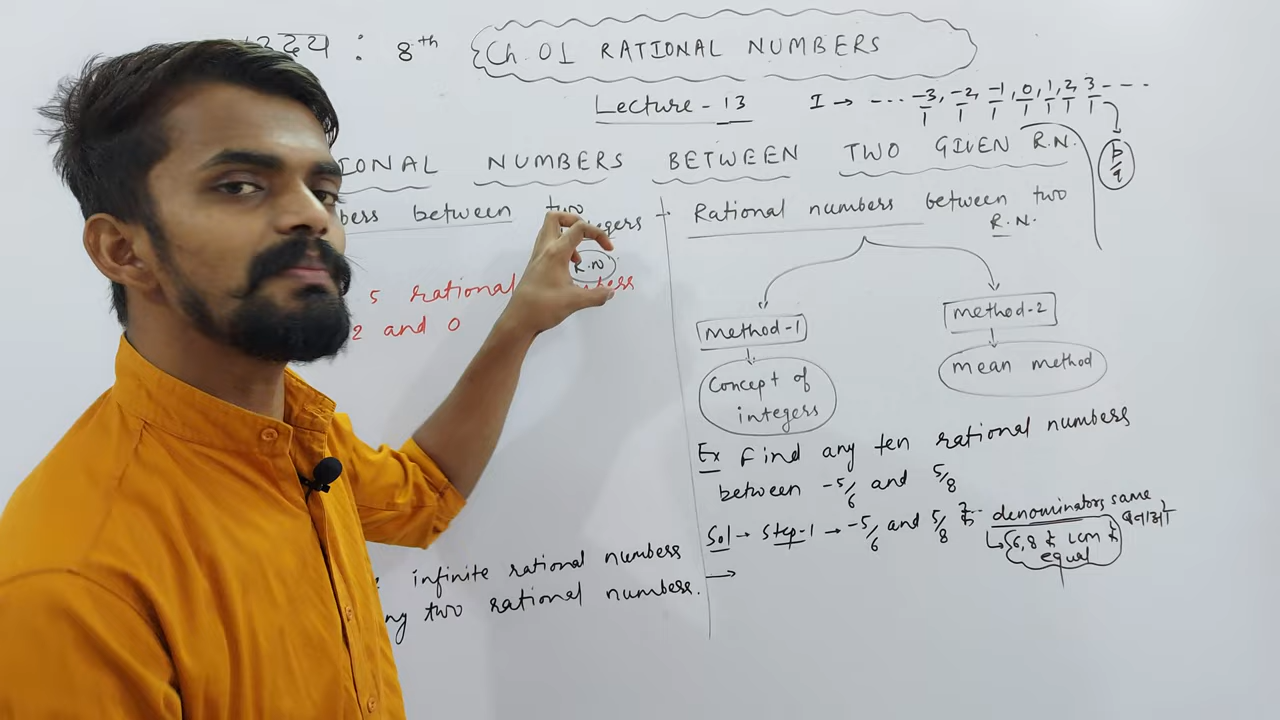 : 8th Ch. 01 RATIONAL NUMBERS
Lecture - 13
I → --- -3/1, -2/1, -1/1, 0/1, 1/1, 2/1, 3/1 ----
p/q
IONAL NUMBERS BETWEEN TWO GIVEN R.N.
bers between two
integers
R.N
5 rational
2 and 0
infinite rational numbers
ng two rational numbers.
→ Rational numbers between two
R.N.
method-1
method-2
Concept of
integers
mean method
Ex Find any ten rational numbers
between -5/6 and 5/8
Sol → Step-1 → -5/6 and 5/8 के denominators same
बनाओ
6,8 के LCM के
equal
→